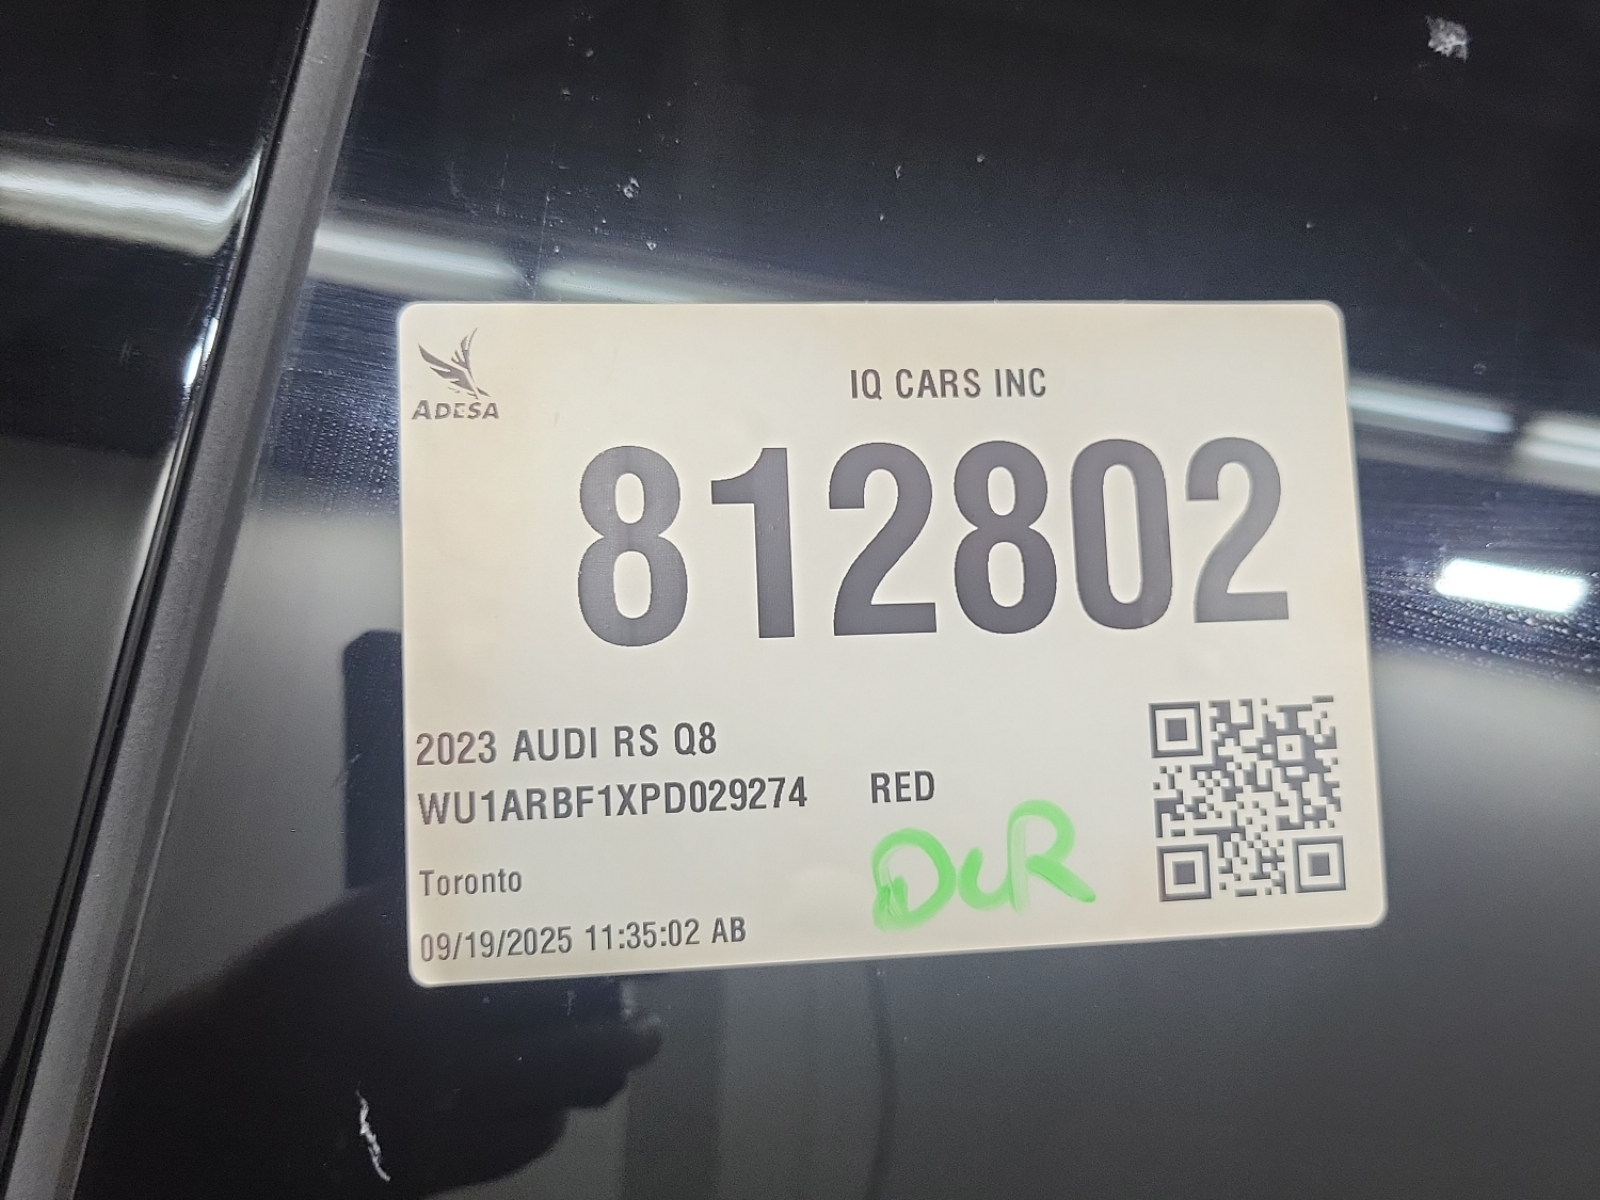 ADESA
IQ CARS INC
812802
2023 AUDI RS Q8
WU1ARBF1XPD029274 RED
DLR
Toronto
09/19/2025 11:35:02 AB